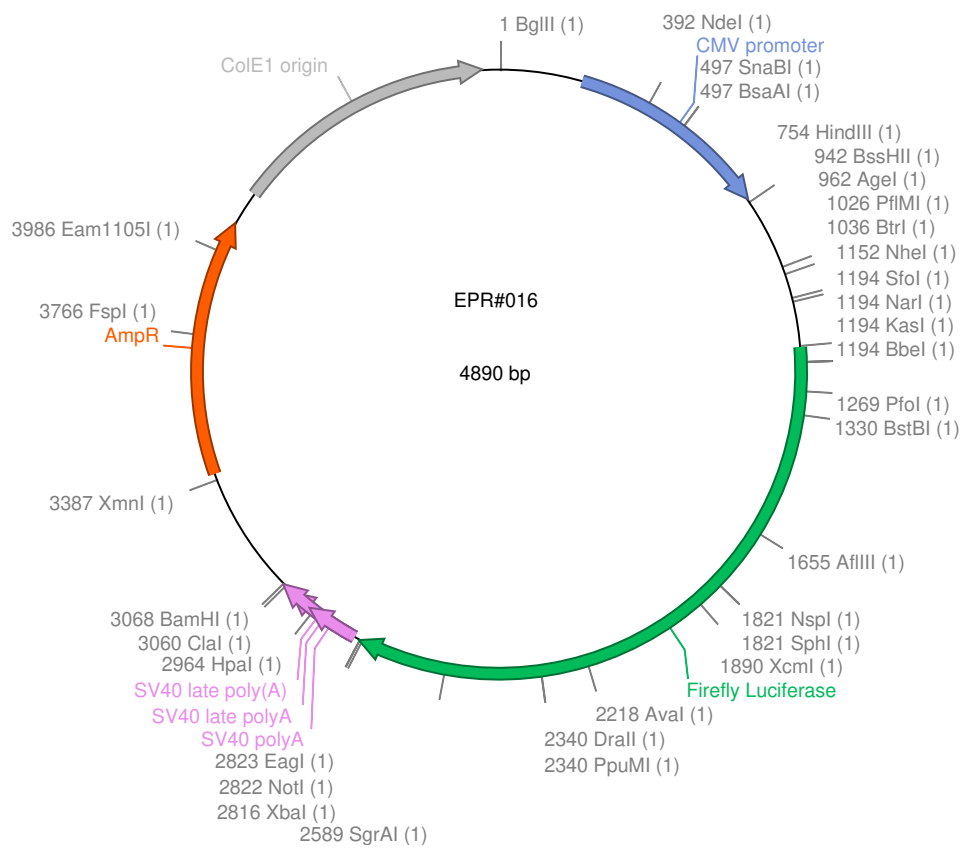 1 BglII (1)
392 NdeI (1)
CMV promoter
497 SnaBI (1)
497 BsaAI (1)
754 HindIII (1)
942 BssHII (1)
962 AgeI (1)
1026 PflMI (1)
1036 BtrI (1)
1152 NheI (1)
1194 SfoI (1)
1194 NarI (1)
1194 KasI (1)
1194 BbeI (1)
1269 PfoI (1)
1330 BstBI (1)
1655 AflIII (1)
1821 NspI (1)
1821 SphI (1)
1890 XcmI (1)
Firefly Luciferase
2218 AvaI (1)
2340 DraII (1)
2340 PpuMI (1)
2589 SgrAI (1)
2816 XbaI (1)
2822 NotI (1)
2823 EagI (1)
SV40 polyA
SV40 late polyA
SV40 late poly(A)
2964 HpaI (1)
3060 ClaI (1)
3068 BamHI (1)
3387 XmnI (1)
AmpR
3766 FspI (1)
3986 Eam1105I (1)
ColE1 origin
EPR#016
4890 bp